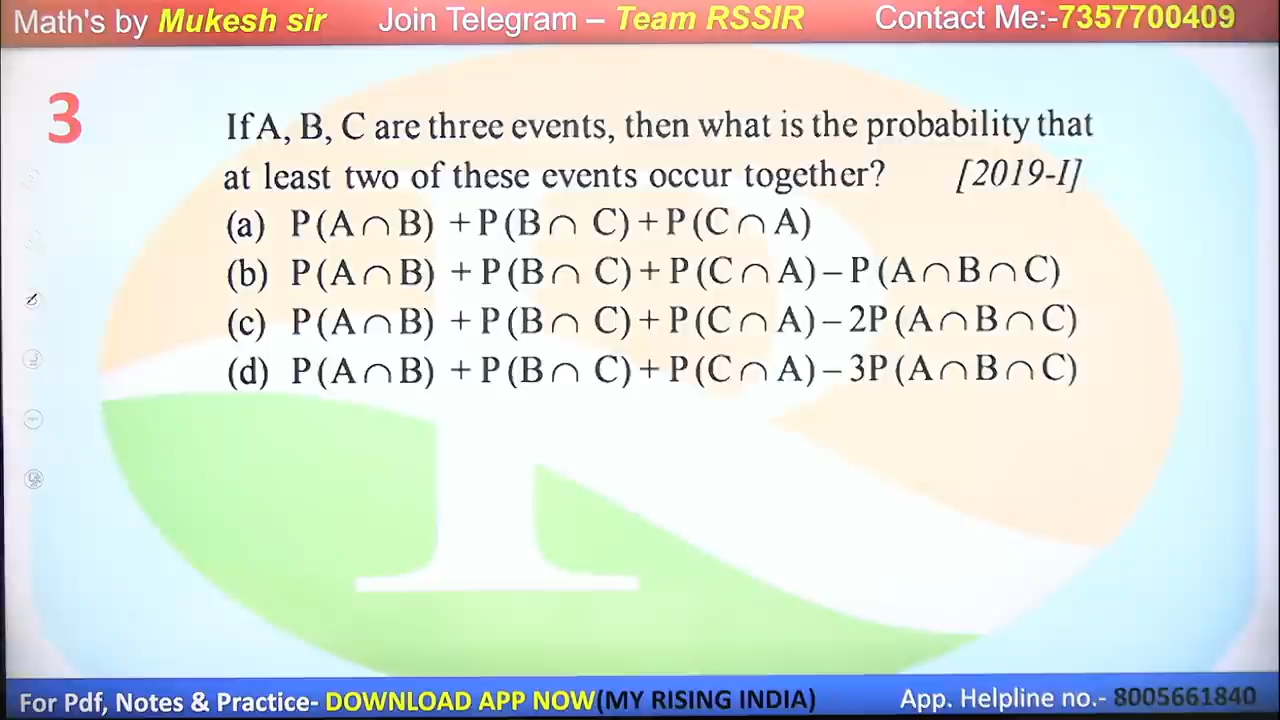 Math's by Mukesh sir Join Telegram – Team RSSIR Contact Me:-7357700409
3
If A, B, C are three events, then what is the probability that
at least two of these events occur together? [2019-I]
(a) P(A∩B) +P(B∩ C)+P(C∩A)
(b) P(A∩B) +P(B∩ C)+P(C∩A)–P(A∩B∩C)
(c) P(A∩B) +P(B∩ C)+P(C∩A)–2P(A∩B∩C)
(d) P(A∩B) +P(B∩ C)+P(C∩A)–3P(A∩B∩C)
For Pdf, Notes & Practice- DOWNLOAD APP NOW(MY RISING INDIA) App. Helpline no.- 8005661840